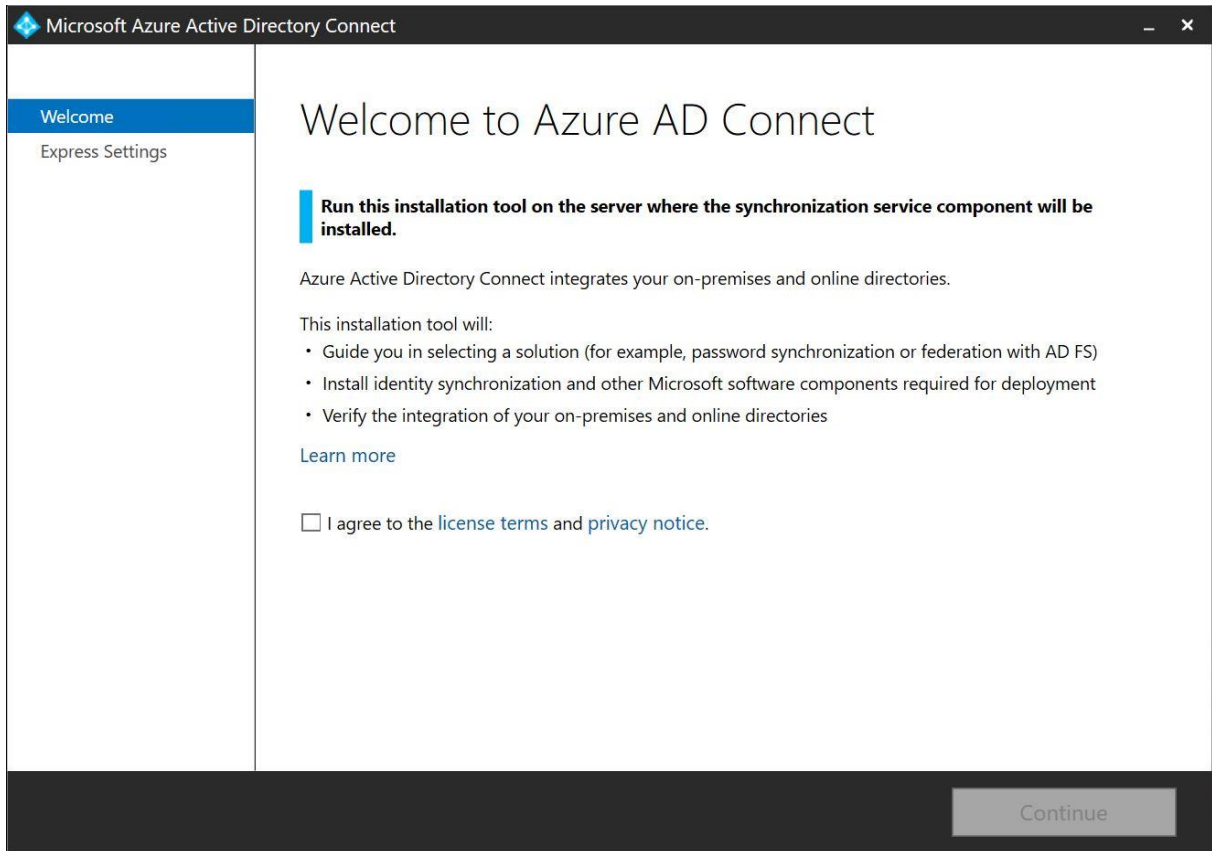 Microsoft Azure Active Directory Connect
Welcome
Express Settings
Welcome to Azure AD Connect
Run this installation tool on the server where the synchronization service component will be
installed.
Azure Active Directory Connect integrates your on-premises and online directories.
This installation tool will:
• Guide you in selecting a solution (for example, password synchronization or federation with AD FS)
• Install identity synchronization and other Microsoft software components required for deployment
• Verify the integration of your on-premises and online directories
Learn more
I agree to the license terms and privacy notice.
Continue